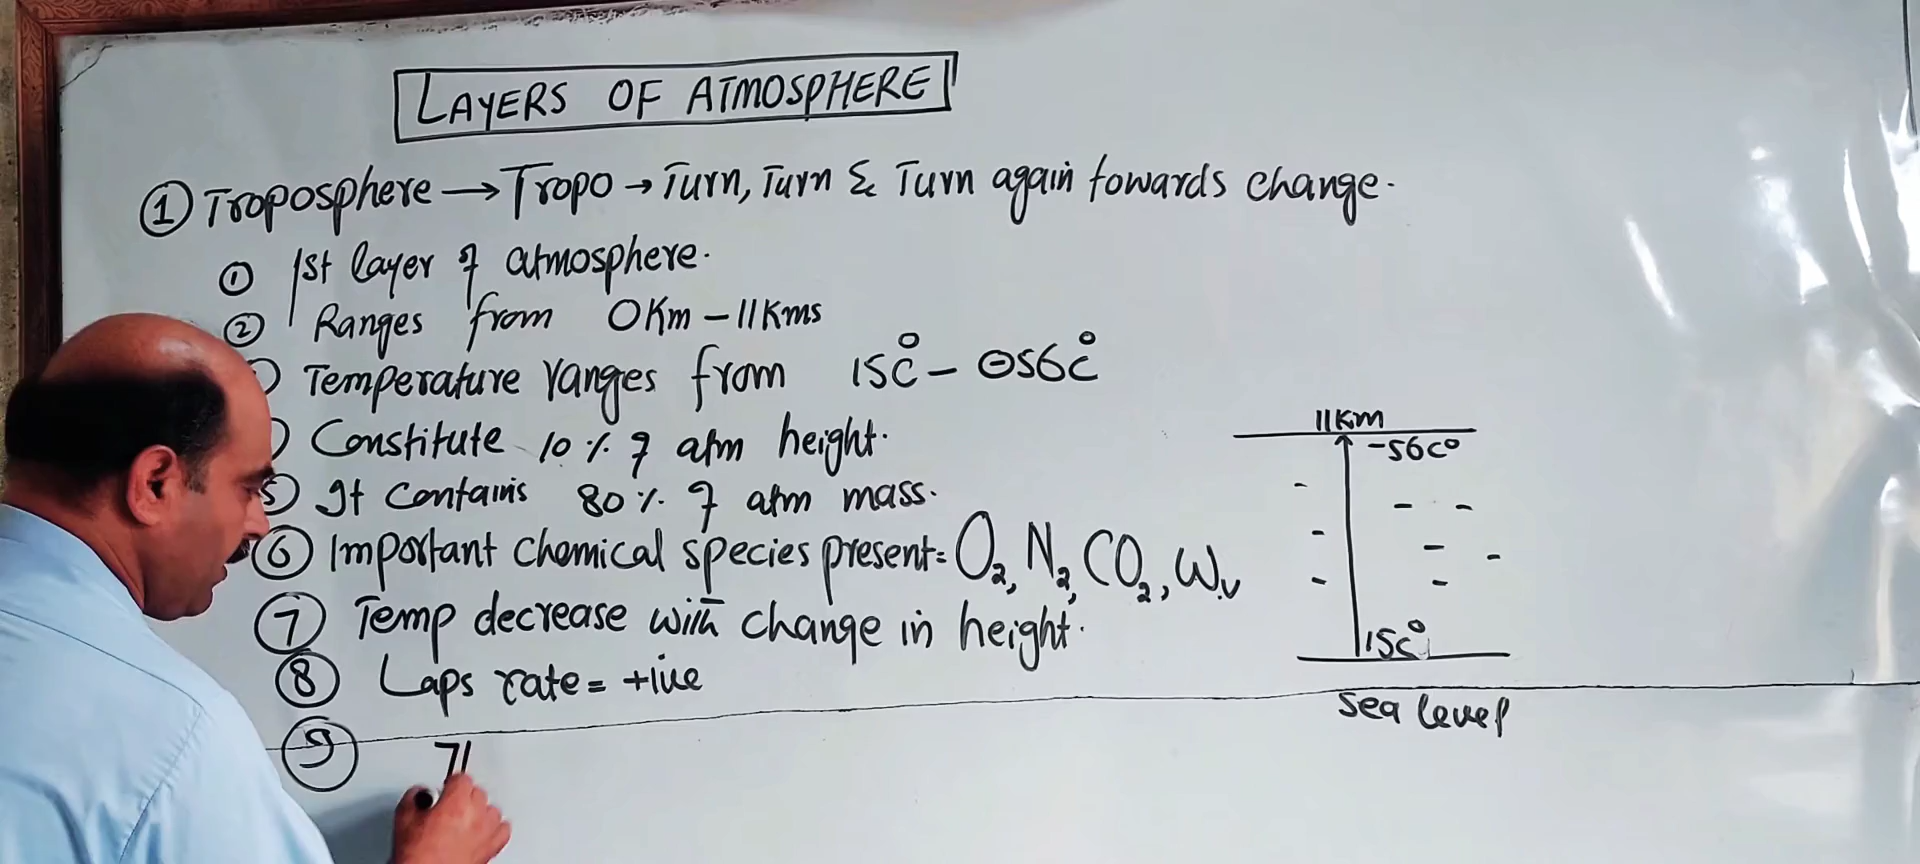 LAYERS OF ATMOSPHERE
① Troposphere → Tropo → Turn, Turn & Turn again towards change.
① 1st layer of atmosphere.
② Ranges from 0Km – 11Kms
Temperature ranges from 15C° – ⊖56C°
Constitute 10 % of atm height.
5 It Contains 80 % of atm mass.
⑥ Important chemical species present = O2, N2, CO2, W.v
⑦ Temp decrease with change in height.
⑧ Laps rate = +ive
⑨
11Km
-56C°
15C°
Sea level